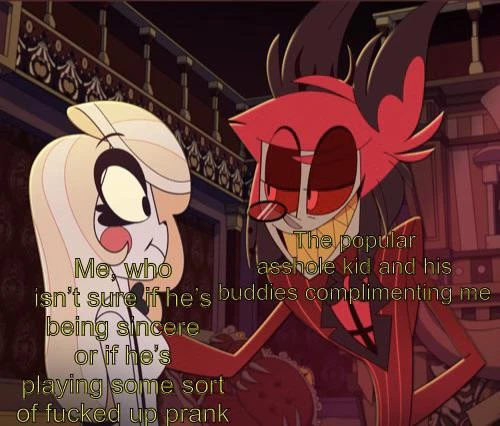 The popular
asshole kid and his
buddies complimenting me
Me, who
isn't sure if he's
being sincere
or if he's
playing some sort
of fucked up prank